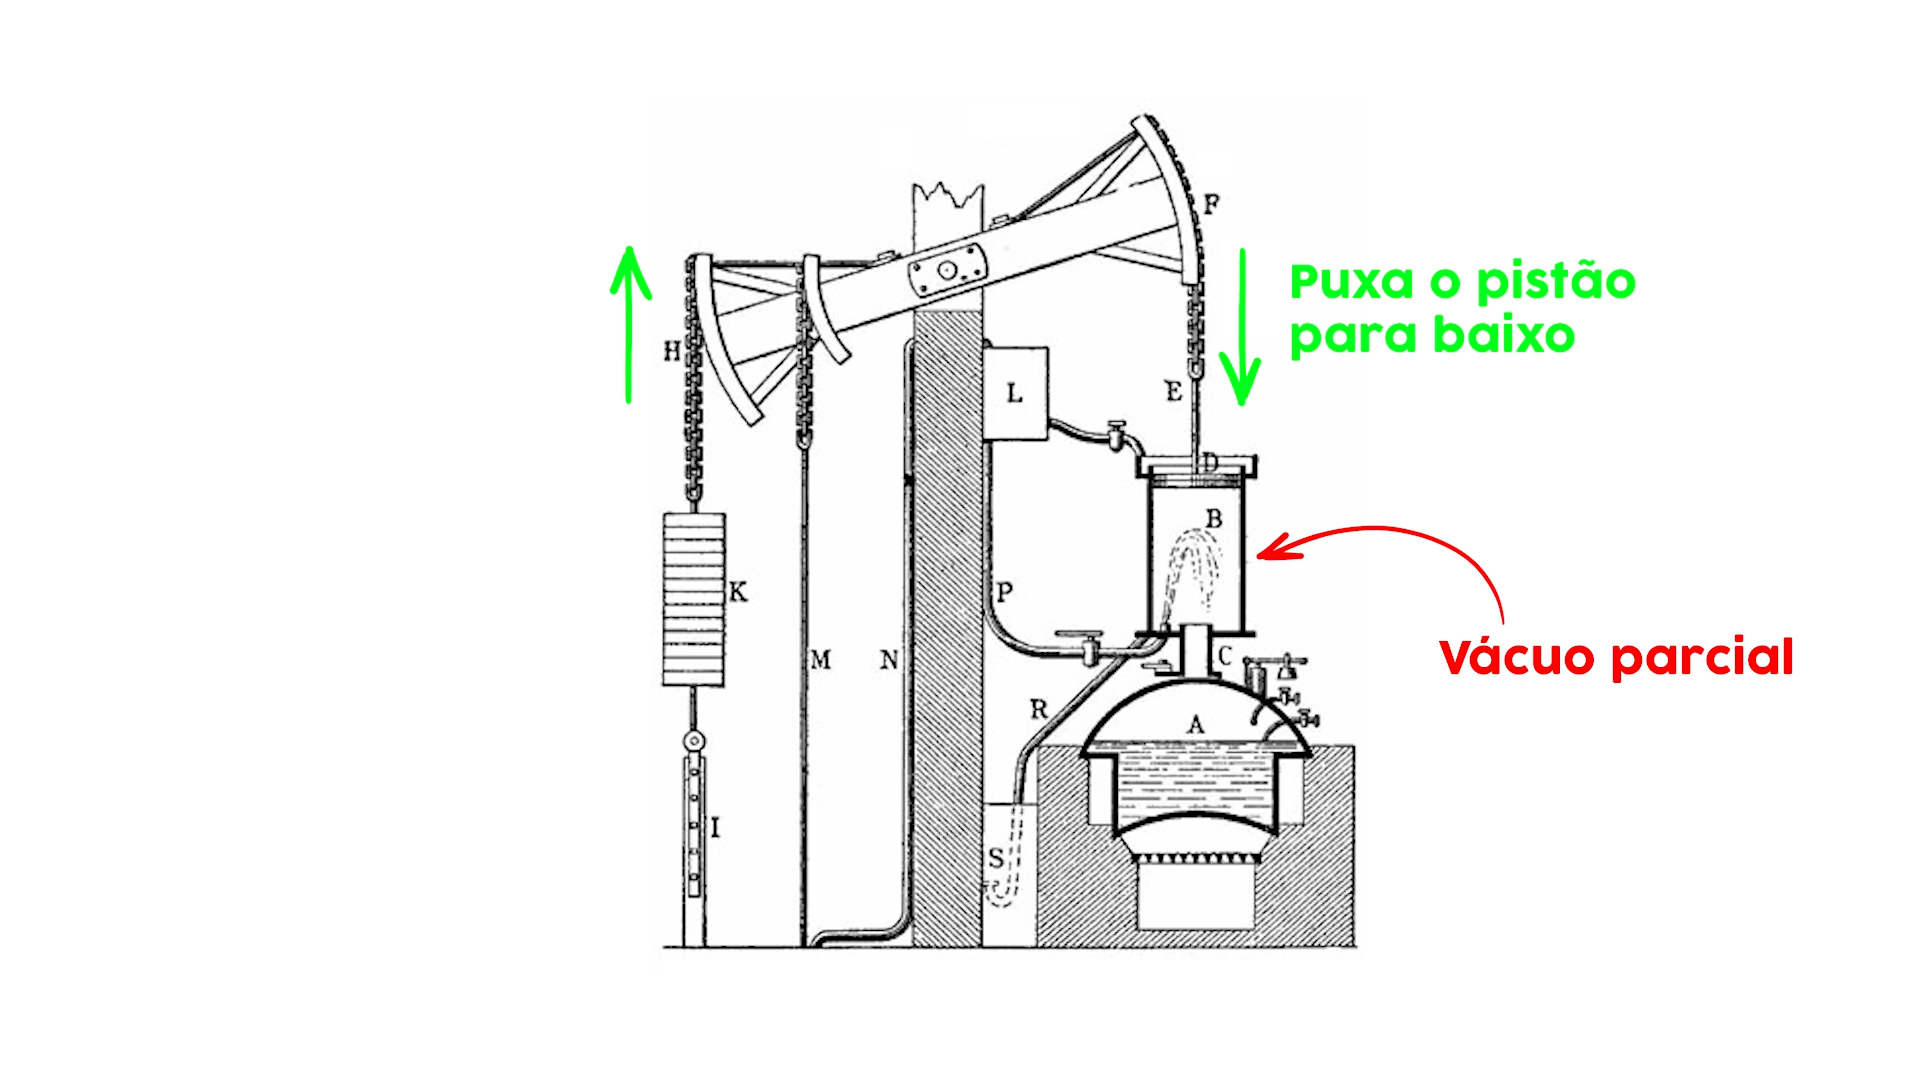 F
Puxa o pistão
para baixo
H
L
E
D
B
K
P
M
N
C
Vácuo parcial
R
A
I
S